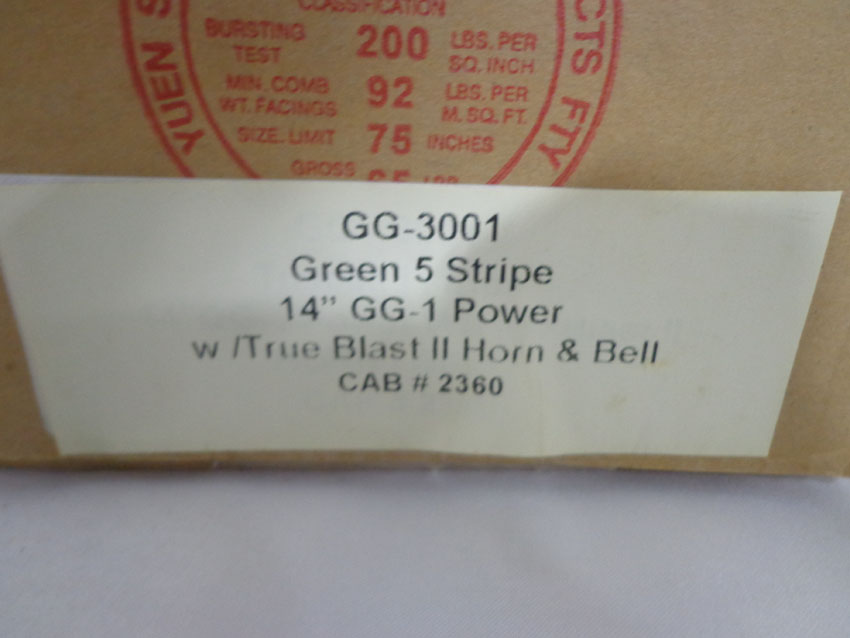 CLASSIFICATION
BURSTING TEST 200 LBS. PER SQ. INCH
MIN. COMB WT. FACINGS 92 LBS. PER M. SQ. FT.
SIZE. LIMIT 75 INCHES
GROSS 65
YUEN S
CTS FTY
GG-3001
Green 5 Stripe
14” GG-1 Power
w /True Blast II Horn & Bell
CAB # 2360